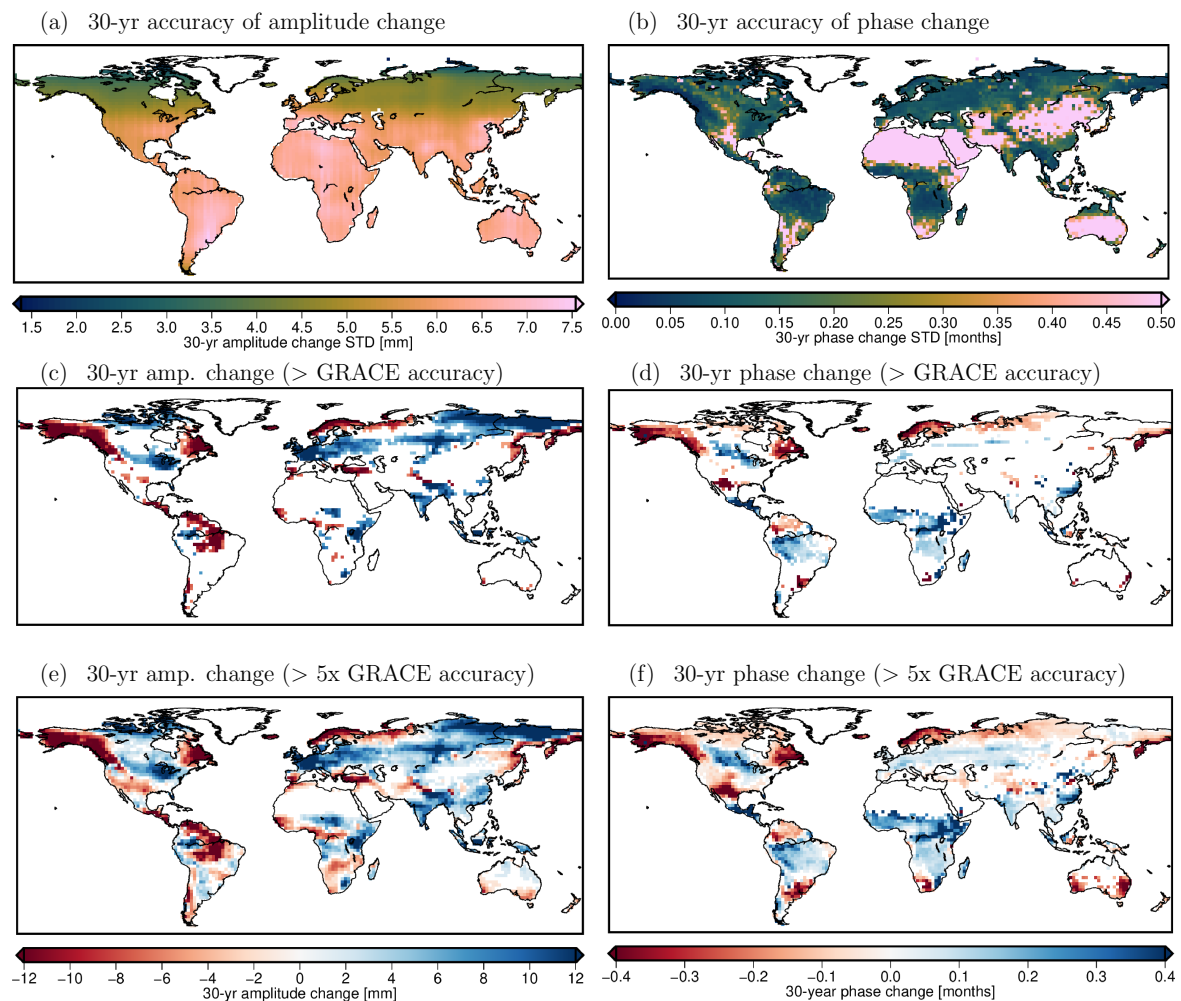 (a) 30-yr accuracy of amplitude change
(b) 30-yr accuracy of phase change
1.5 2.0 2.5 3.0 3.5 4.0 4.5 5.0 5.5 6.0 6.5 7.0 7.5
30-yr amplitude change STD [mm]
0.00 0.05 0.10 0.15 0.20 0.25 0.30 0.35 0.40 0.45 0.50
30-yr phase change STD [months]
(c) 30-yr amp. change (> GRACE accuracy)
(d) 30-yr phase change (> GRACE accuracy)
(e) 30-yr amp. change (> 5x GRACE accuracy)
(f) 30-yr phase change (> 5x GRACE accuracy)
−12 −10 −8 −6 −4 −2 0 2 4 6 8 10 12
30-yr amplitude change [mm]
−0.4 −0.3 −0.2 −0.1 0.0 0.1 0.2 0.3 0.4
30-year phase change [months]